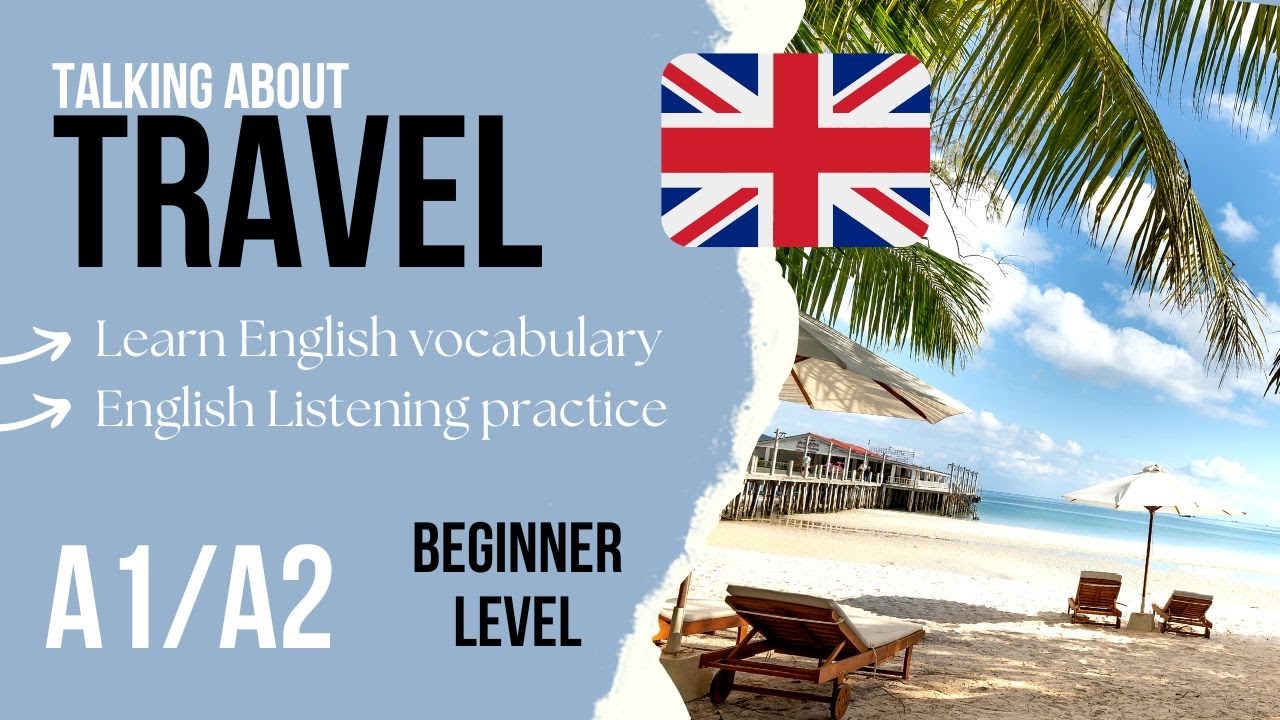 TALKING ABOUT
TRAVEL
Learn English vocabulary
English Listening practice
A1/A2
BEGINNER
LEVEL